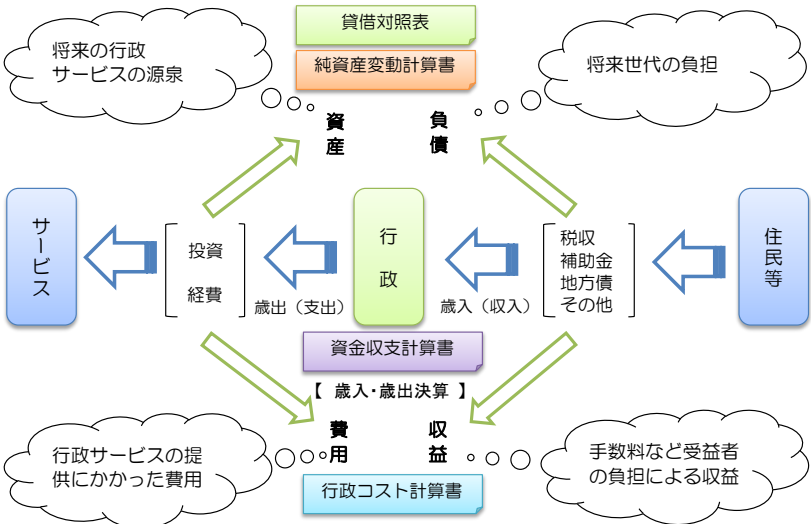 貸借対照表
純資産変動計算書
将来の行政
サービスの源泉
将来世代の負担
資産
負債
サービス
投資
経費
歳出（支出）
行政
歳入（収入）
税収
補助金
地方債
その他
住民等
資金収支計算書
【 歳入・歳出決算 】
費用
収益
行政サービスの提
供にかかった費用
手数料など受益者
の負担による収益
行政コスト計算書